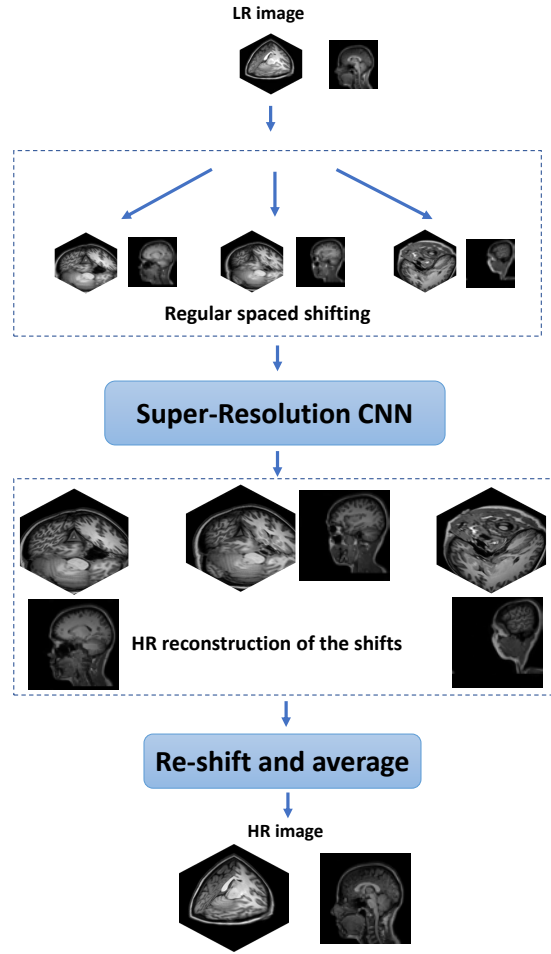 LR image
Regular spaced shifting
Super-Resolution CNN
HR reconstruction of the shifts
Re-shift and average
HR image